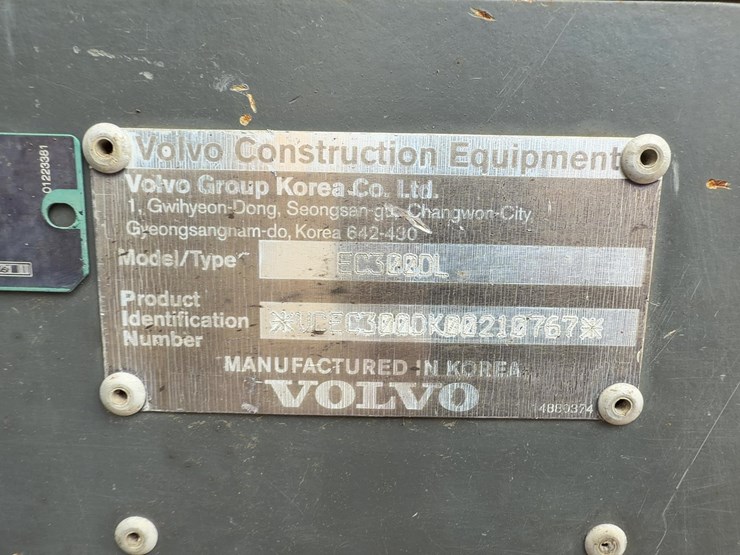 01223381
Volvo Construction Equipment
Volvo Group Korea Co. Ltd.
1, Gwihyeon-Dong, Seongsan-gu, Changwon-City,
Gyeongsangnam-do, Korea 642-430
Model/Type EC300DL
Product
Identification *VCEC300DK00210767*
Number
MANUFACTURED IN KOREA
VOLVO